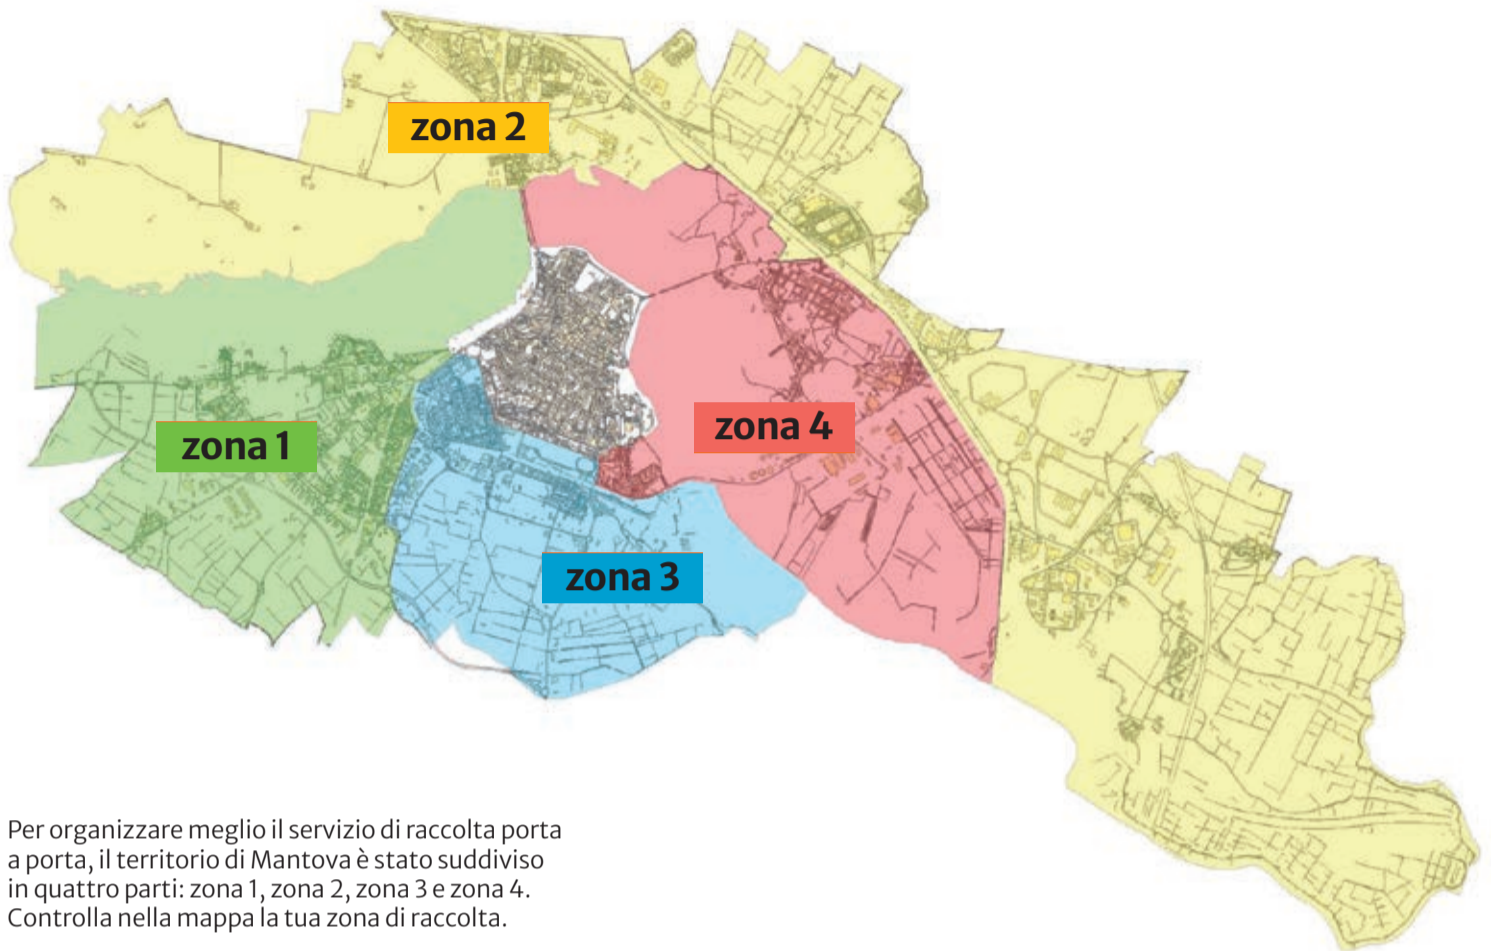 zona 2
zona 4
zona 1
zona 3
Per organizzare meglio il servizio di raccolta porta
a porta, il territorio di Mantova è stato suddiviso
in quattro parti: zona 1, zona 2, zona 3 e zona 4.
Controlla nella mappa la tua zona di raccolta.